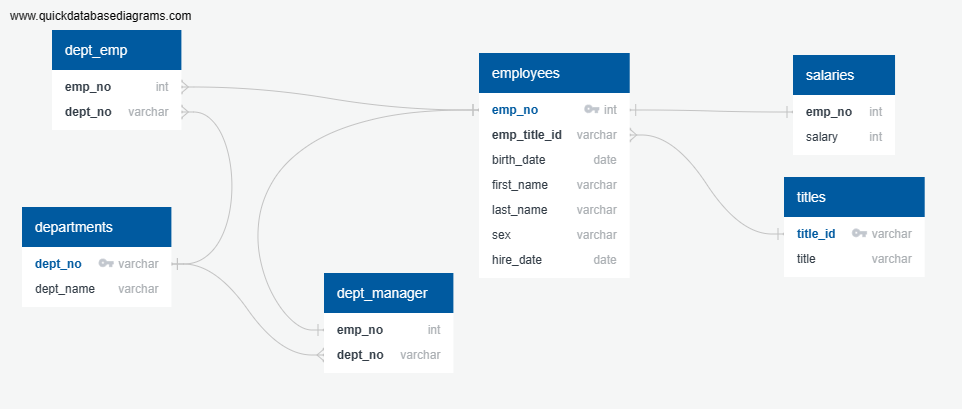 www.quickdatabasediagrams.com
dept_emp
emp_no int
dept_no varchar
departments
dept_no varchar
dept_name varchar
dept_manager
emp_no int
dept_no varchar
employees
emp_no int
emp_title_id varchar
birth_date date
first_name varchar
last_name varchar
sex varchar
hire_date date
salaries
emp_no int
salary int
titles
title_id varchar
title varchar